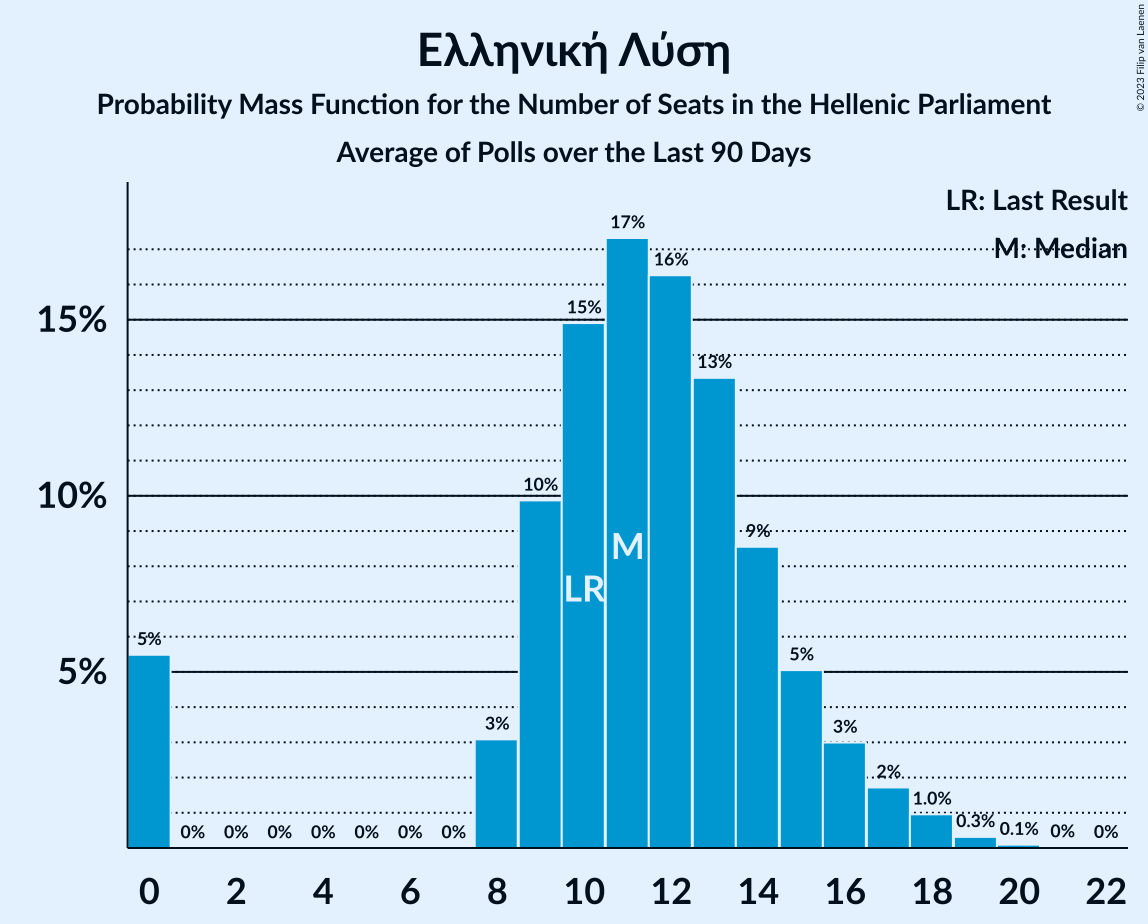 Ελληνική Λύση
Probability Mass Function for the Number of Seats in the Hellenic Parliament
Average of Polls over the Last 90 Days
© 2023 Filip van Laenen
LR: Last Result
M: Median
17%
16%
15%
15%
13%
10%
10%
9%
M
LR
5%
5%
5%
3%
3%
2%
1.0%
0.3%
0.1%
0% 0% 0% 0% 0% 0% 0% 0% 0%
0 2 4 6 8 10 12 14 16 18 20 22